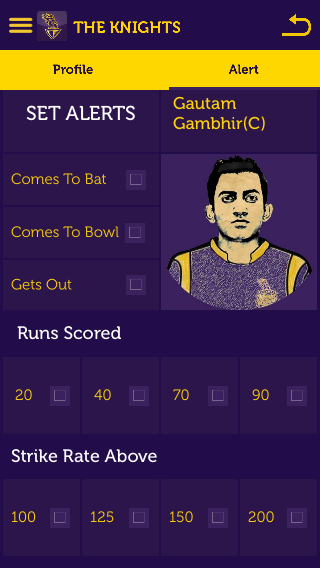 THE KNIGHTS
Profile
Alert
SET ALERTS
Gautam
Gambhir(C)
Comes To Bat
Comes To Bowl
Gets Out
Runs Scored
20
40
70
90
Strike Rate Above
100
125
150
200